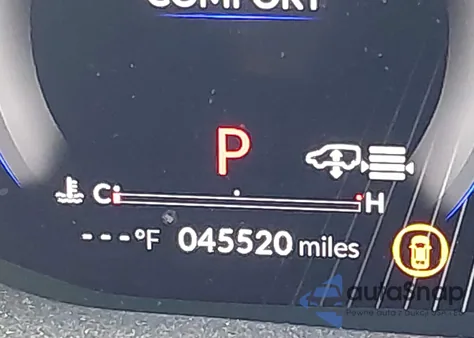 COMFORT
P
C H
---°F 045520 miles
autoSnap